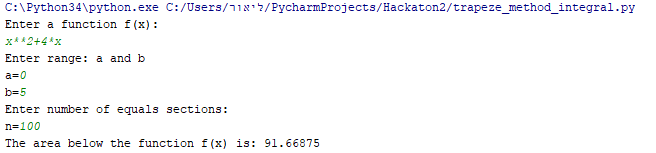 C:\Python34\python.exe C:/Users/ליאור/PycharmProjects/Hackaton2/trapeze_method_integral.py
Enter a function f(x):
x**2+4*x
Enter range: a and b
a=0
b=5
Enter number of equals sections:
n=100
The area below the function f(x) is: 91.66875